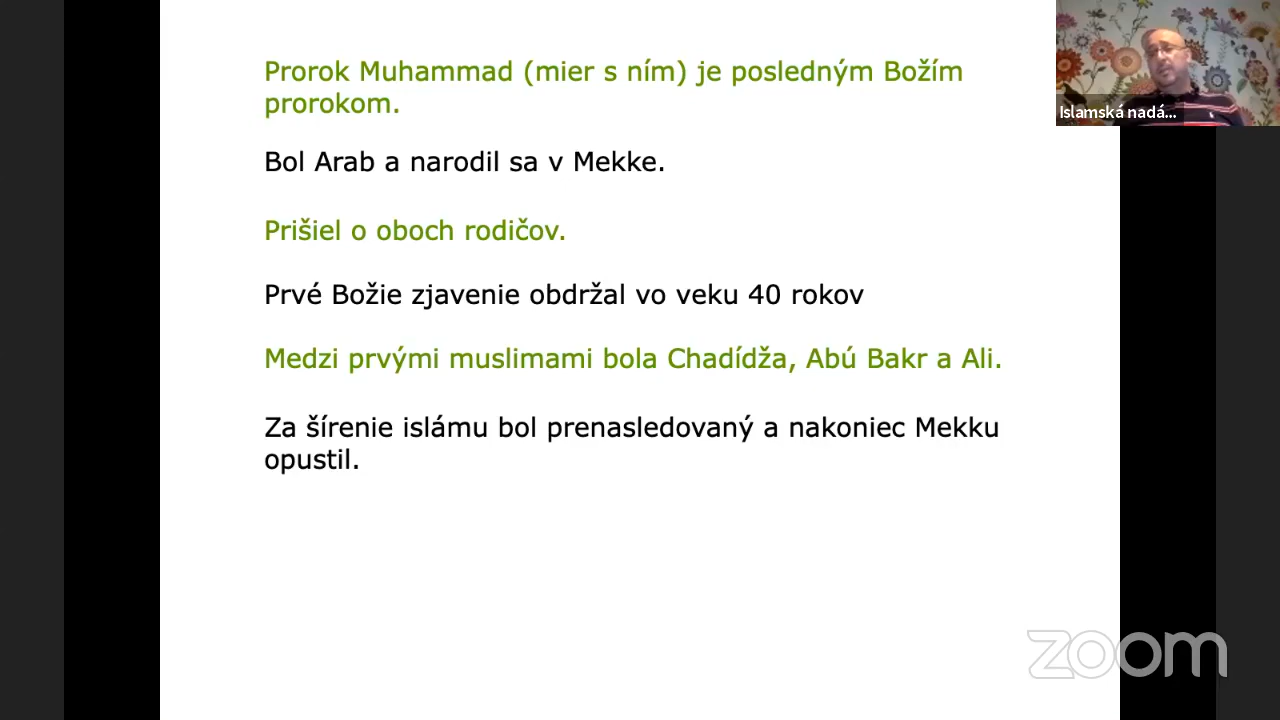 Prorok Muhammad (mier s ním) je posledným Božím
prorokom.
Islamská nadá...
Bol Arab a narodil sa v Mekke.
Prišiel o oboch rodičov.
Prvé Božie zjavenie obdržal vo veku 40 rokov
Medzi prvými muslimami bola Chadídža, Abú Bakr a Ali.
Za šírenie islámu bol prenasledovaný a nakoniec Mekku
opustil.
zoom